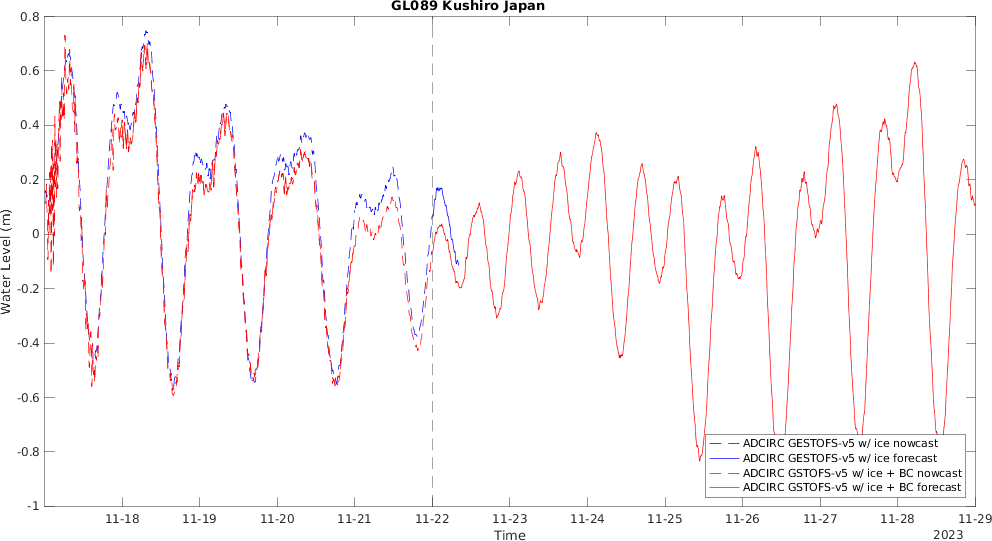 GL089 Kushiro Japan
0.8
0.6
0.4
0.2
0
-0.2
-0.4
-0.6
-0.8
-1
Water Level (m)
ADCIRC GESTOFS-v5 w/ ice nowcast
ADCIRC GESTOFS-v5 w/ ice forecast
ADCIRC GSTOFS-v5 w/ ice + BC nowcast
ADCIRC GSTOFS-v5 w/ ice + BC forecast
11-18 11-19 11-20 11-21 11-22 11-23 11-24 11-25 11-26 11-27 11-28 11-29
Time
2023